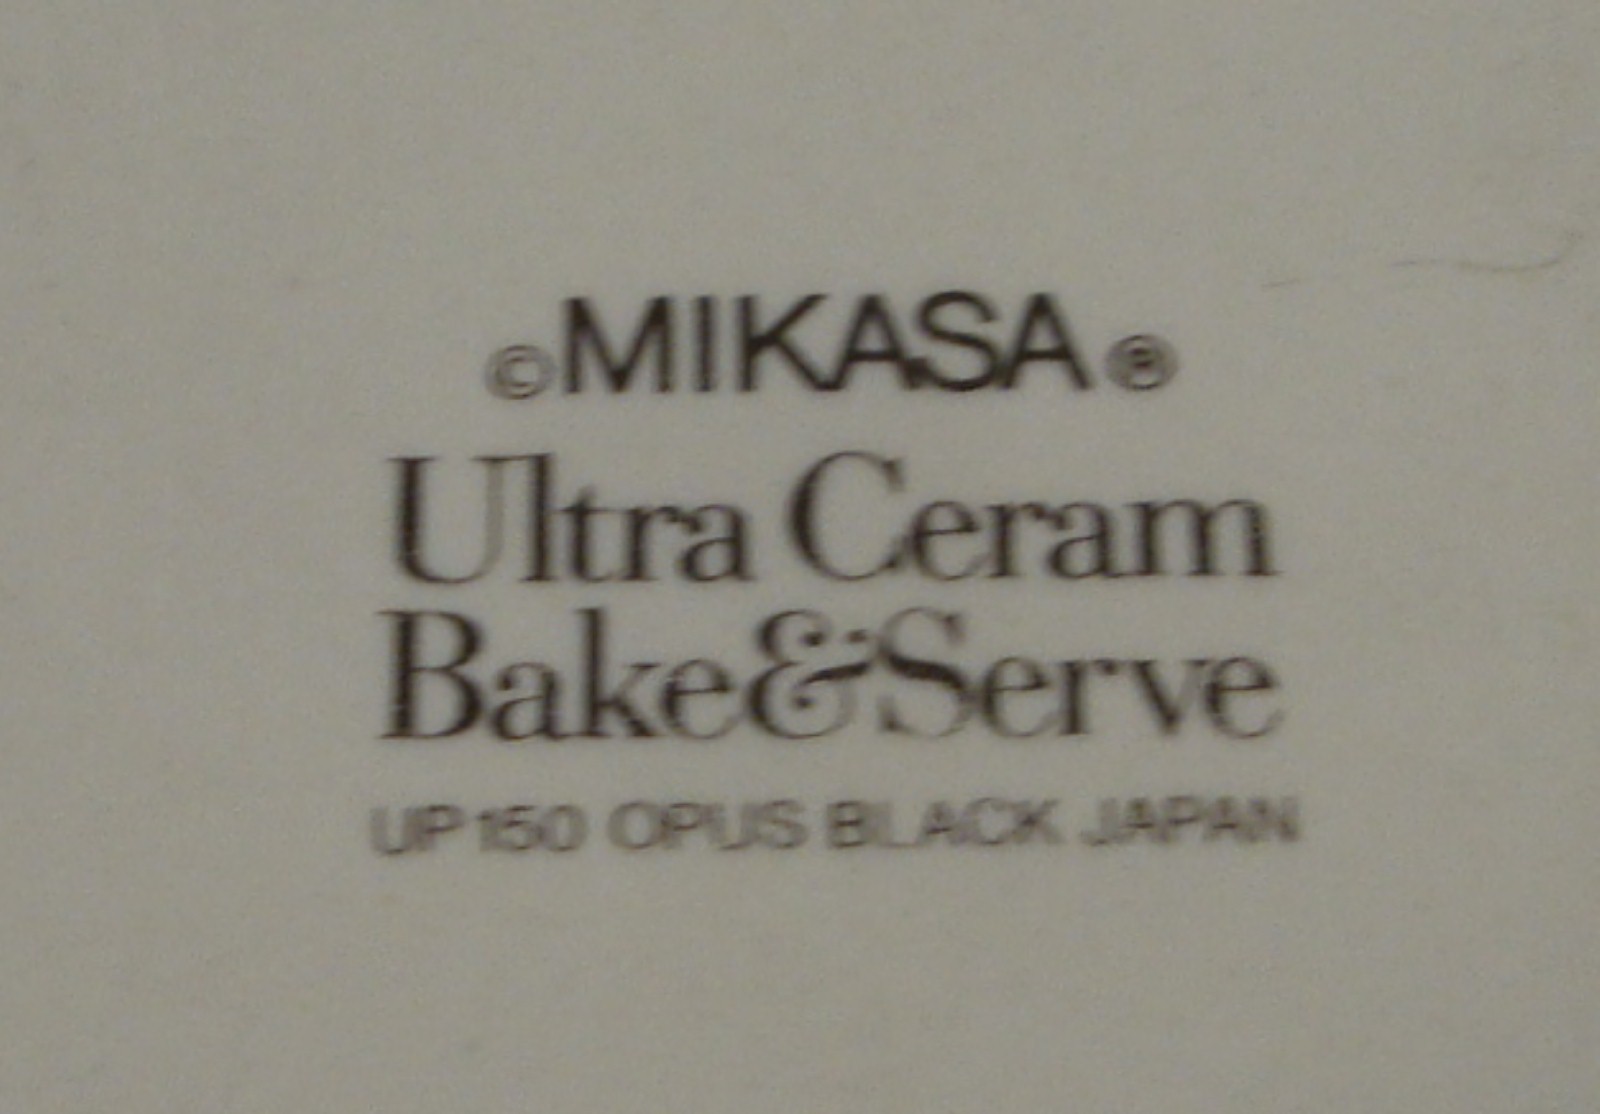 ©MIKASA®
Ultra Ceram
Bake&Serve
UP150 OPUS BLACK JAPAN